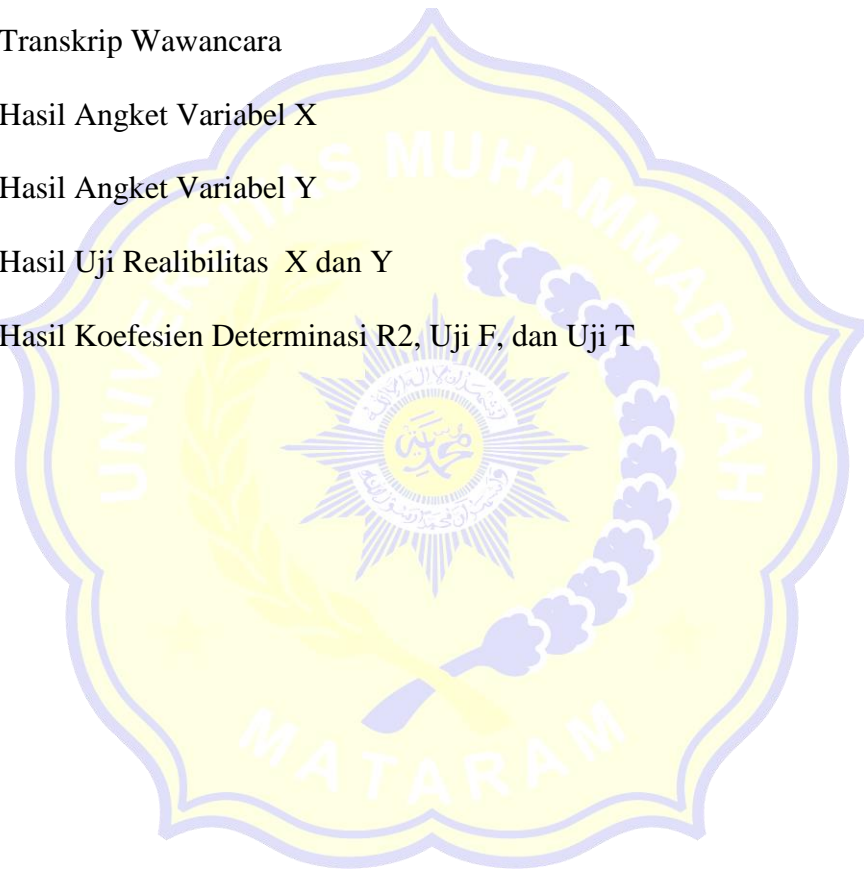 Transkrip Wawancara
Hasil Angket Variabel X
Hasil Angket Variabel Y
Hasil Uji Realibilitas X dan Y
Hasil Koefesien Determinasi R2, Uji F, dan Uji T
UNIVERSITAS MUHAMMADIYAH
MATARAM